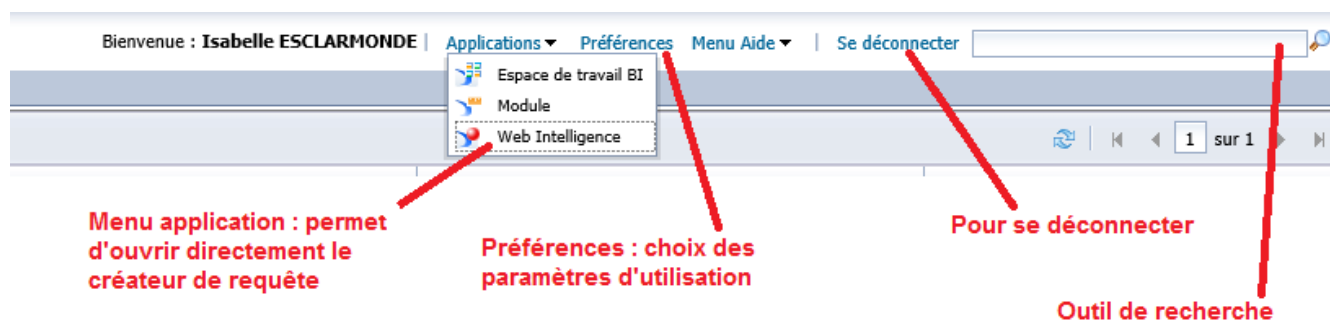 Bienvenue : Isabelle ESCLARMONDE | Applications Préférences Menu Aide | Se déconnecter
Espace de travail BI
Module
Web Intelligence
1 sur 1
Menu application : permet
d'ouvrir directement le
créateur de requête
Préférences : choix des
paramètres d'utilisation
Pour se déconnecter
Outil de recherche